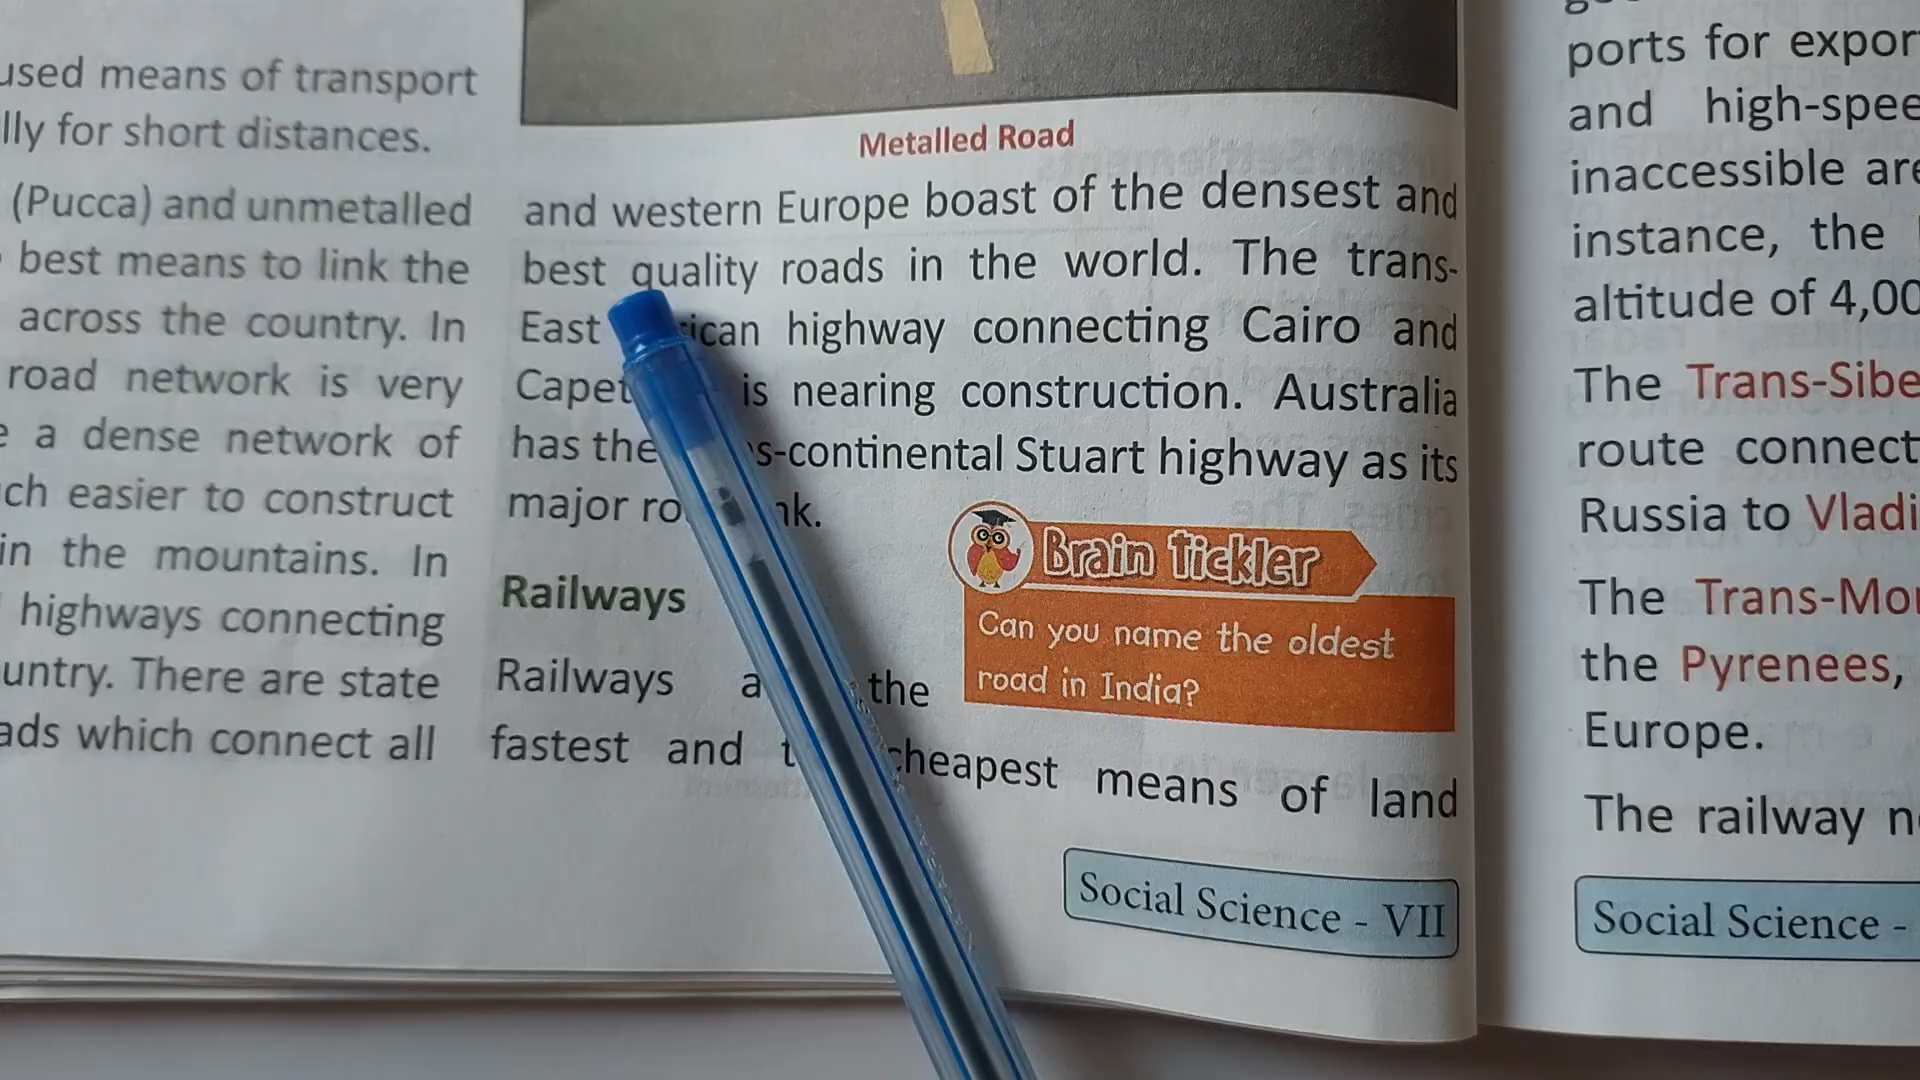 used means of transport
lly for short distances.
(Pucca) and unmetalled
best means to link the
across the country. In
road network is very
a dense network of
ch easier to construct
in the mountains. In
highways connecting
untry. There are state
ads which connect all
Metalled Road
and western Europe boast of the densest and
best quality roads in the world. The trans-
East ican highway connecting Cairo and
Capet is nearing construction. Australia
has the s-continental Stuart highway as its
major ro nk.
Brain Tickler
Can you name the oldest
road in India?
Railways
Railways a the
fastest and t cheapest means of land
Social Science - VII
ports for expor
and high-spee
inaccessible are
instance, the
altitude of 4,00
The Trans-Sibe
route connect
Russia to Vladi
The Trans-Mo
the Pyrenees,
Europe.
The railway n
Social Science -